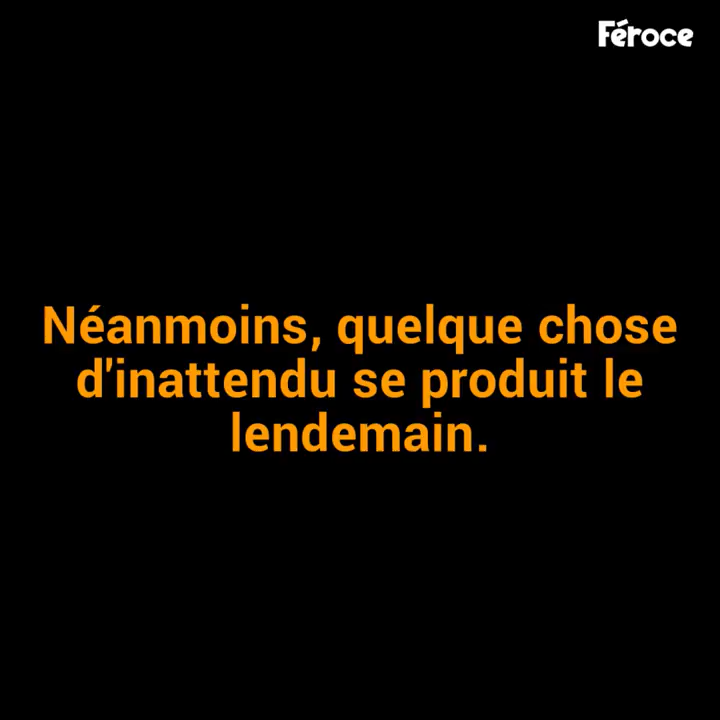 Féroce
Néanmoins, quelque chose
d'inattendu se produit le
lendemain.